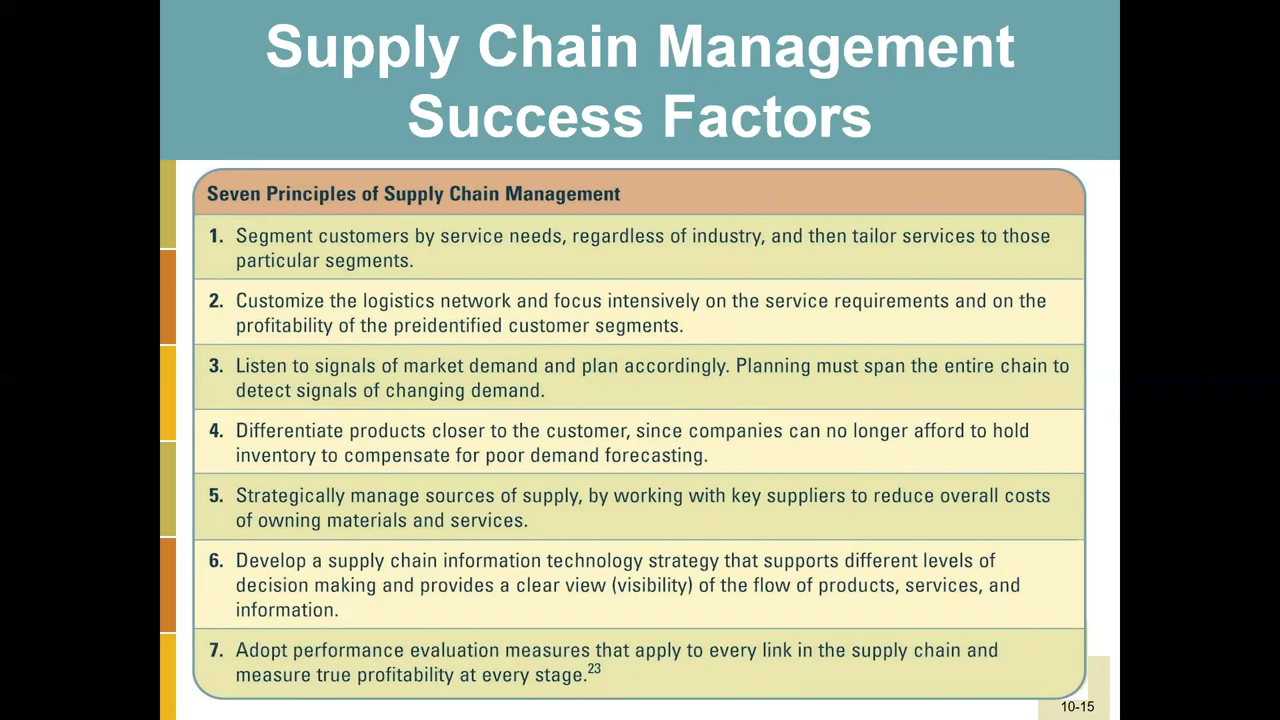 Supply Chain Management
Success Factors
Seven Principles of Supply Chain Management
1. Segment customers by service needs, regardless of industry, and then tailor services to those
particular segments.
2. Customize the logistics network and focus intensively on the service requirements and on the
profitability of the preidentified customer segments.
3. Listen to signals of market demand and plan accordingly. Planning must span the entire chain to
detect signals of changing demand.
4. Differentiate products closer to the customer, since companies can no longer afford to hold
inventory to compensate for poor demand forecasting.
5. Strategically manage sources of supply, by working with key suppliers to reduce overall costs
of owning materials and services.
6. Develop a supply chain information technology strategy that supports different levels of
decision making and provides a clear view (visibility) of the flow of products, services, and
information.
7. Adopt performance evaluation measures that apply to every link in the supply chain and
measure true profitability at every stage.23
10-15